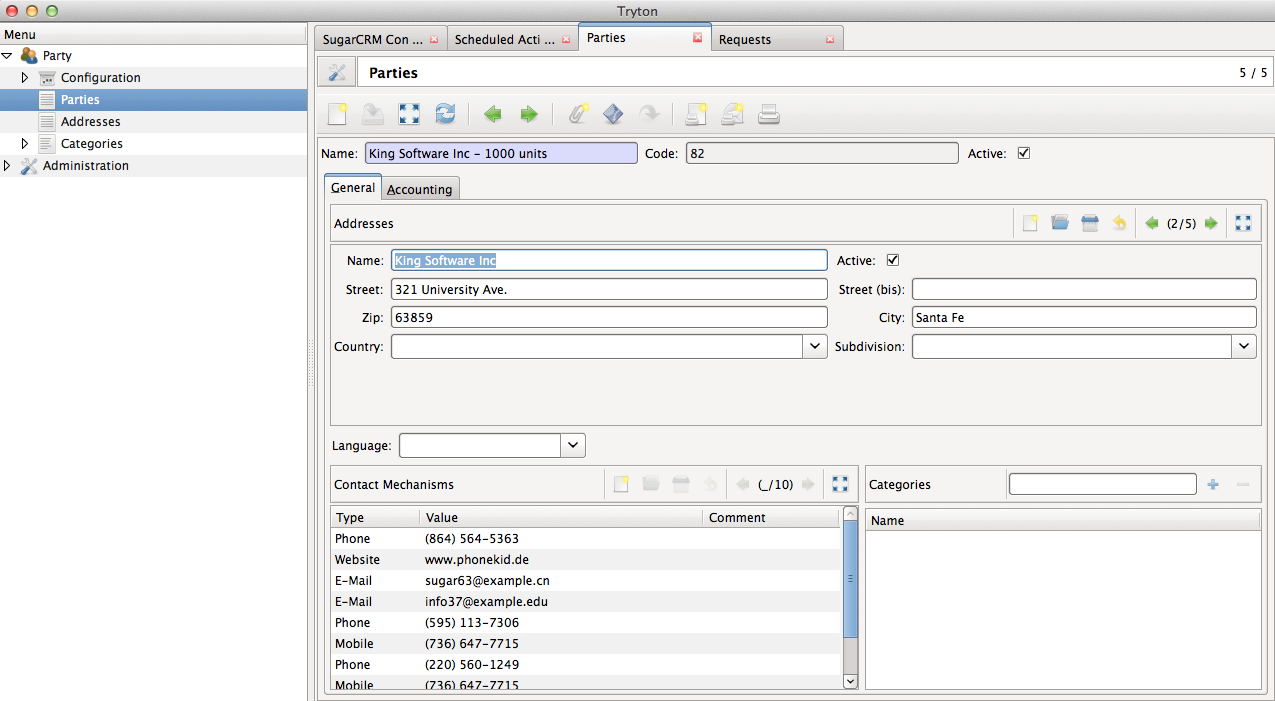 Tryton
Menu
Party
Configuration
Parties
Addresses
Categories
Administration
SugarCRM Con ... Scheduled Acti ... Parties Requests
Parties 5 / 5
Name: King Software Inc - 1000 units Code: 82 Active:
General Accounting
Addresses (2/5)
Name: King Software Inc Active:
Street: 321 University Ave. Street (bis):
Zip: 63859 City: Santa Fe
Country: Subdivision:
Language:
Contact Mechanisms (_/10) Categories
Type Value Comment Name
Phone (864) 564-5363
Website www.phonekid.de
E-Mail sugar63@example.cn
E-Mail info37@example.edu
Phone (595) 113-7306
Mobile (736) 647-7715
Phone (220) 560-1249
Mobile (736) 647-7715